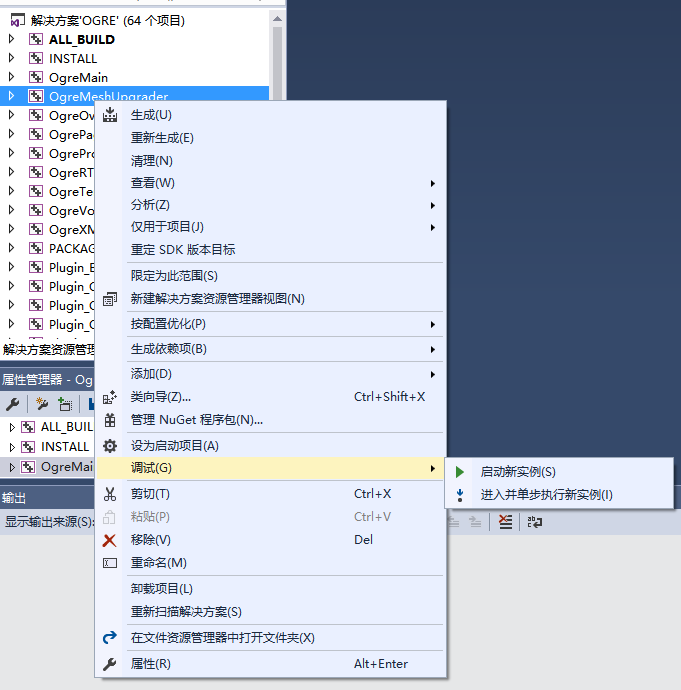 解决方案'OGRE' (64 个项目)
ALL_BUILD
INSTALL
OgreMain
OgreMeshUpgrader
OgreOv
OgrePa
OgrePro
OgreRT
OgreTe
OgreVo
OgreXM
PACKAG
Plugin_B
Plugin_C
Plugin_C
Plugin_C
解决方案资源管理
属性管理器 - Og
ALL_BUIL
INSTALL
OgreMai
输出
显示输出来源(S):
生成(U)
重新生成(E)
清理(N)
查看(W)
分析(Z)
仅用于项目(J)
重定 SDK 版本目标
限定为此范围(S)
新建解决方案资源管理器视图(N)
按配置优化(P)
生成依赖项(B)
添加(D)
类向导(Z)... Ctrl+Shift+X
管理 NuGet 程序包(N)...
设为启动项目(A)
调试(G)
剪切(T) Ctrl+X
粘贴(P) Ctrl+V
移除(V) Del
重命名(M)
卸载项目(L)
重新扫描解决方案(S)
在文件资源管理器中打开文件夹(X)
属性(R) Alt+Enter
启动新实例(S)
进入并单步执行新实例(I)